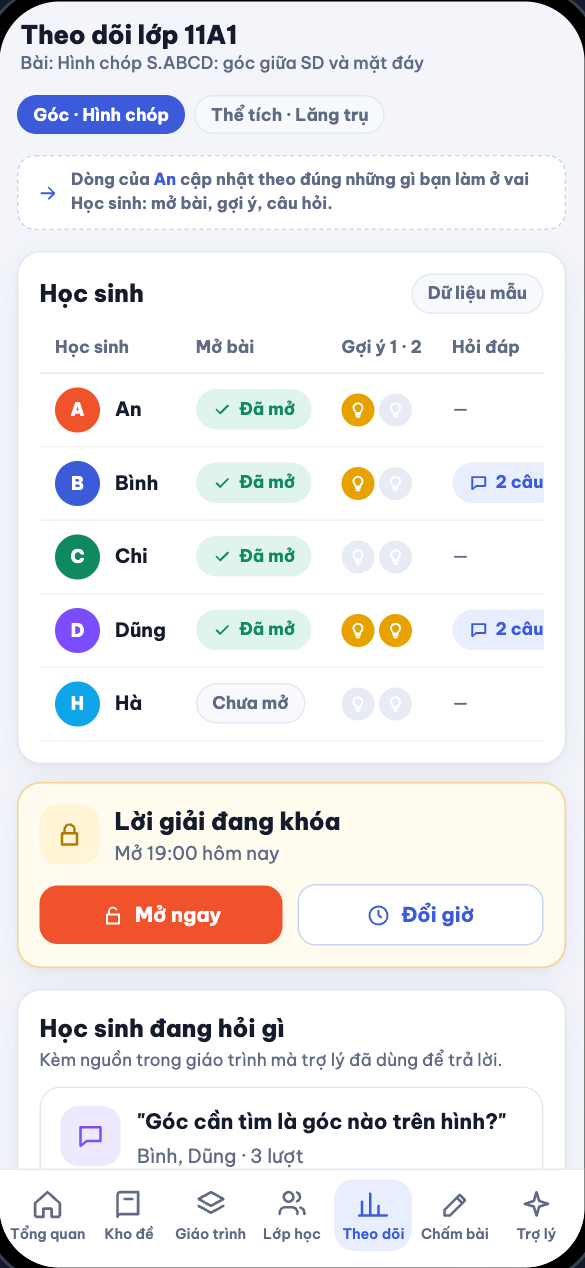 Theo dõi lớp 11A1
Bài: Hình chóp S.ABCD: góc giữa SD và mặt đáy
Góc · Hình chóp
Thể tích · Lăng trụ
→ Dòng của An cập nhật theo đúng những gì bạn làm ở vai
Học sinh: mở bài, gợi ý, câu hỏi.
Học sinh
Dữ liệu mẫu
Học sinh Mở bài Gợi ý 1 · 2 Hỏi đáp
A An Đã mở —
B Bình Đã mở 2 câu
C Chi Đã mở —
D Dũng Đã mở 2 câu
H Hà Chưa mở —
Lời giải đang khóa
Mở 19:00 hôm nay
Mở ngay
Đổi giờ
Học sinh đang hỏi gì
Kèm nguồn trong giáo trình mà trợ lý đã dùng để trả lời.
"Góc cần tìm là góc nào trên hình?"
Bình, Dũng · 3 lượt
Tổng quan Kho đề Giáo trình Lớp học Theo dõi Chấm bài Trợ lý